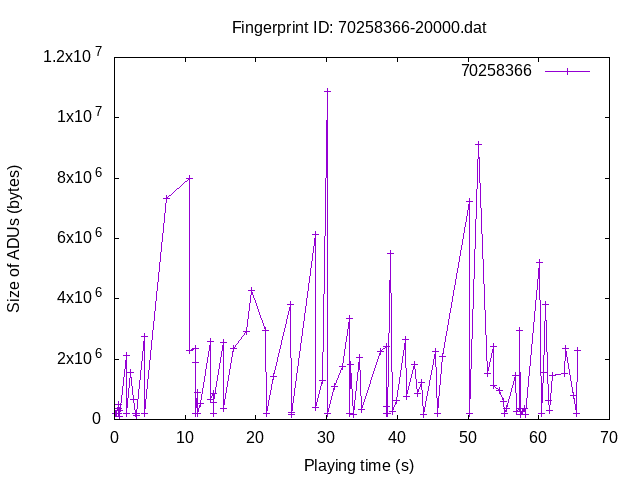 Fingerprint ID: 70258366-20000.dat
70258366
1.2x10^7
1x10^7
8x10^6
6x10^6
4x10^6
2x10^6
0
Size of ADUs (bytes)
0 10 20 30 40 50 60 70
Playing time (s)